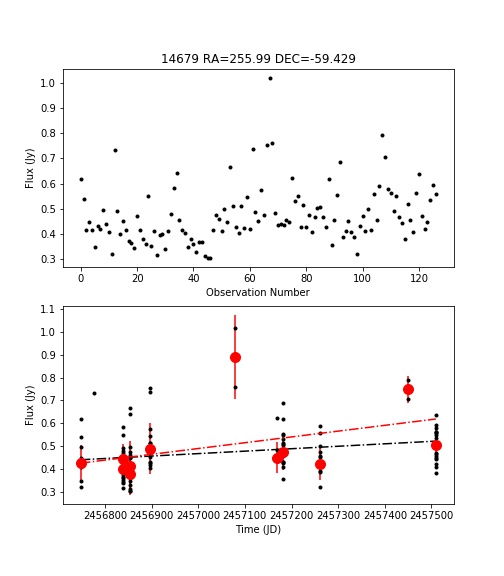 14679 RA=255.99 DEC=-59.429
1.0
0.9
0.8
0.7
0.6
0.5
0.4
0.3
Flux (Jy)
0 20 40 60 80 100 120
Observation Number
1.1
1.0
0.9
0.8
0.7
0.6
0.5
0.4
0.3
Flux (Jy)
2456800 2456900 2457000 2457100 2457200 2457300 2457400 2457500
Time (JD)